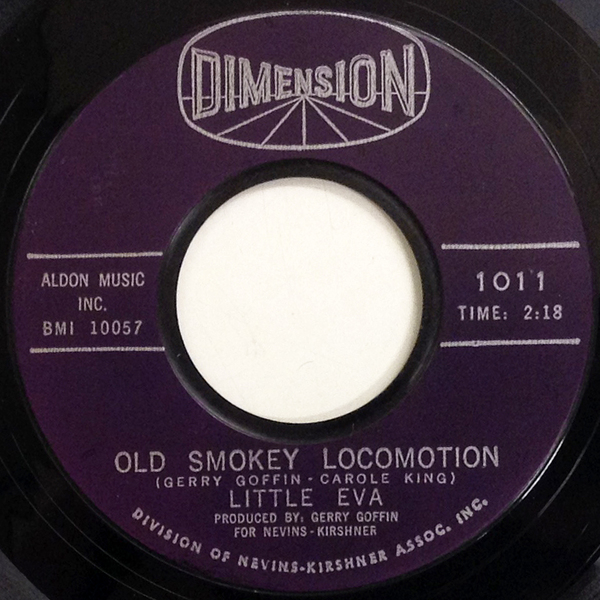 DIMENSION
ALDON MUSIC
INC.
BMI 10057
1011
TIME: 2:18
OLD SMOKEY LOCOMOTION
(GERRY GOFFIN - CAROLE KING)
LITTLE EVA
PRODUCED BY: GERRY GOFFIN
FOR NEVINS - KIRSHNER
DIVISION OF NEVINS-KIRSHNER ASSOC. INC.